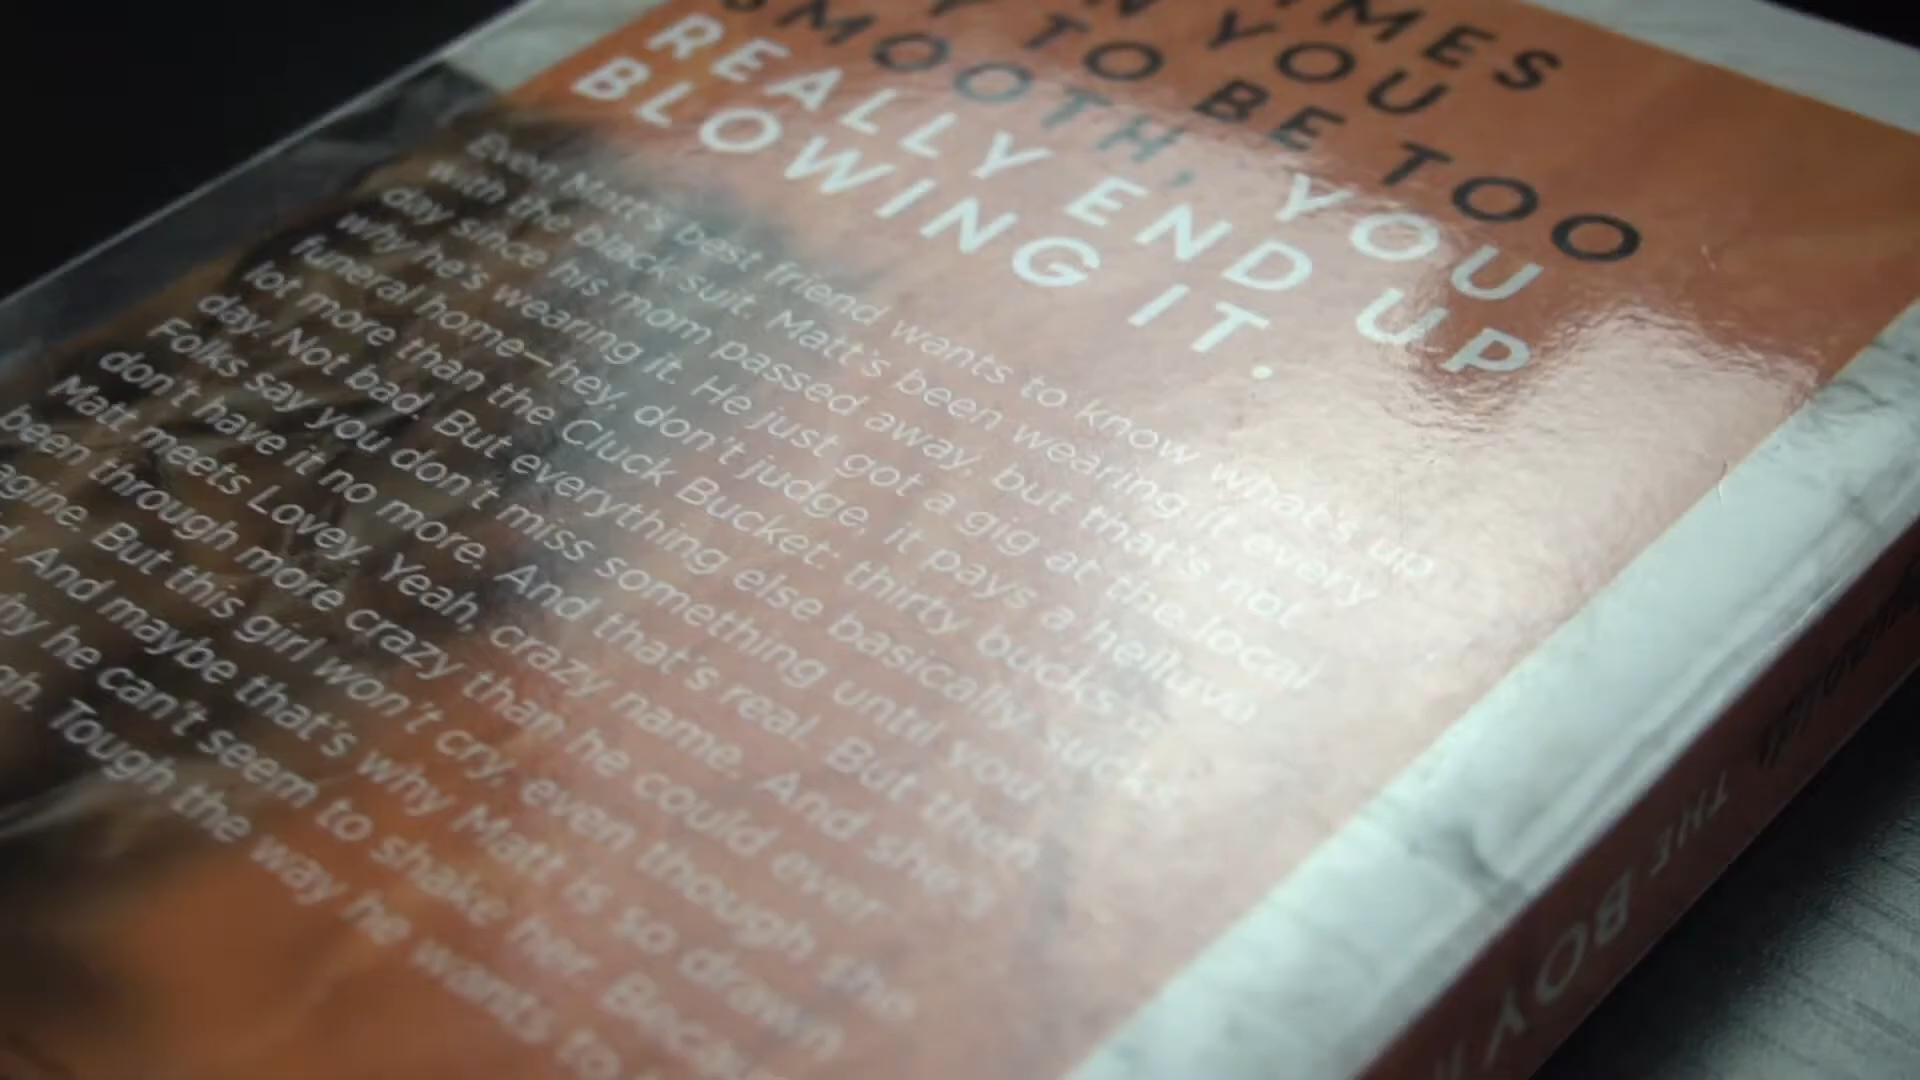 YOU
TO BE TOO
SMOOTH, YOU
REALLY END UP
BLOWING IT.
Even Matt's best friend wants to know what's up
with the black suit. Matt's been wearing it every
day since his mom passed away, but that's not
why he's wearing it. He just got a gig at the local
funeral home—hey, don't judge, it pays a helluva
lot more than the Cluck Bucket: thirty bucks a
day. Not bad. But everything else basically sucks.
Folks say you don't miss something until you
don't have it no more. And that's real. But then
Matt meets Lovey. Yeah, crazy name. And she's
been through more crazy than he could ever
But this girl won't cry, even though she
And maybe that's why Matt is so drawn
he can't seem to shake her. Because
Tough the way he wants to
THE BOY